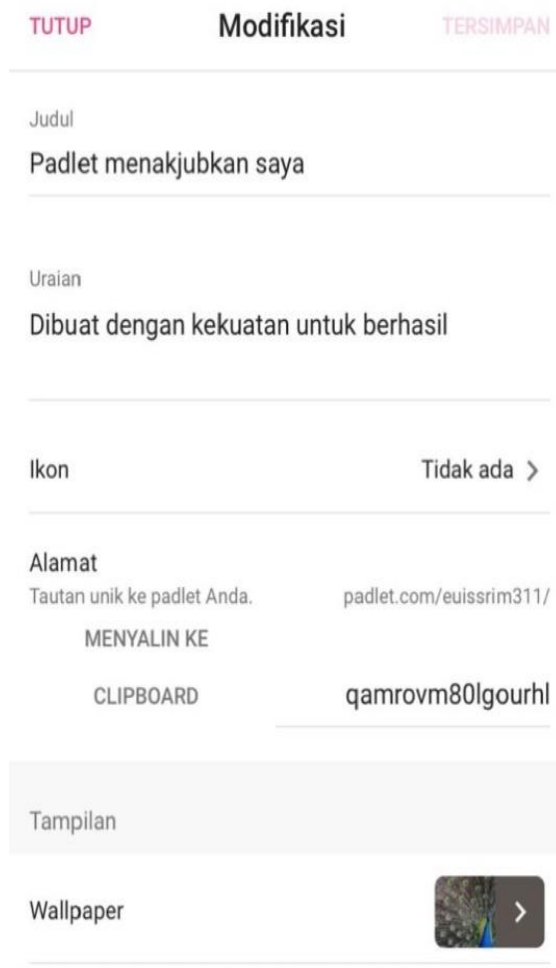 TUTUP Modifikasi TERSIMPAN
Judul
Padlet menakjubkan saya
Uraian
Dibuat dengan kekuatan untuk berhasil
Ikon Tidak ada >
Alamat
Tautan unik ke padlet Anda. padlet.com/euissrim311/
MENYALIN KE
CLIPBOARD qamrovm80lgourhl
Tampilan
Wallpaper >